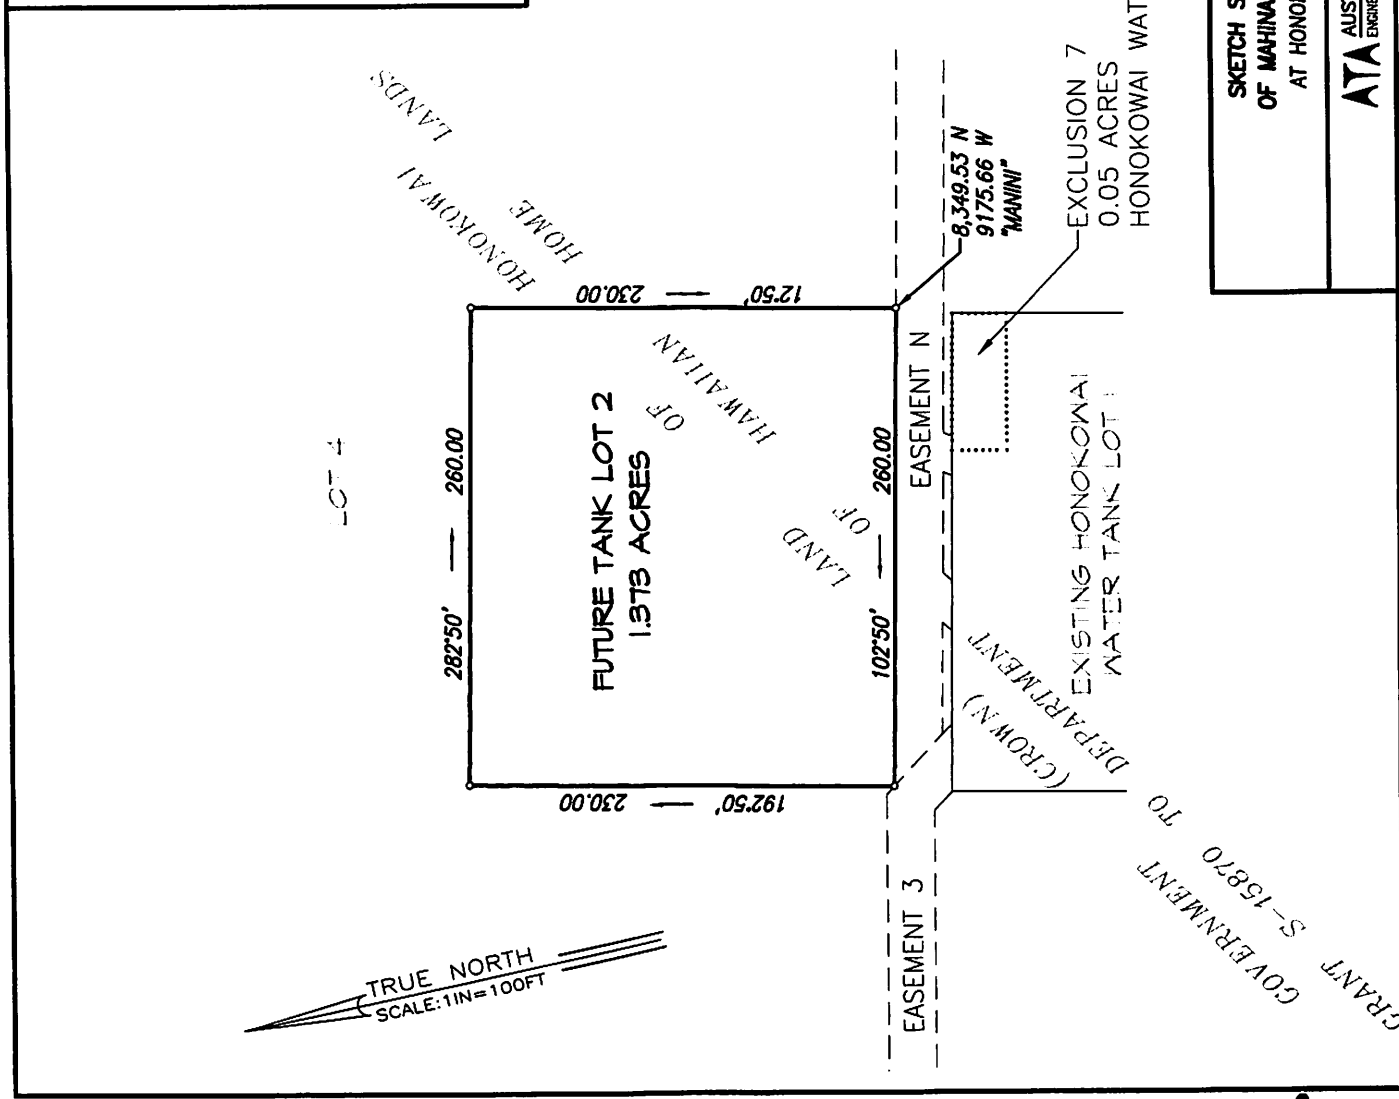 LOT 4
282°50'
260.00
192°50'
230.00
230.00
12°50'
FUTURE TANK LOT 2
1.373 ACRES
102°50'
260.00
HONOKOWAI
LANDS
HOME
HAWAIIAN
OF
LAND
OF
EASEMENT N
EASEMENT 3
8,349.53 N
9175.66 W
"MANINI"
EXCLUSION 7
0.05 ACRES
HONOKOWAI WAT
EXISTING HONOKOWAI
WATER TANK LOT 1
DEPARTMENT
(CROWN)
TO
S-15870
GOVERNMENT
GRANT
TRUE NORTH
SCALE: 1IN=100FT
SKETCH S
OF MAHINA
AT HONO
ATA
AUST
ENGINE